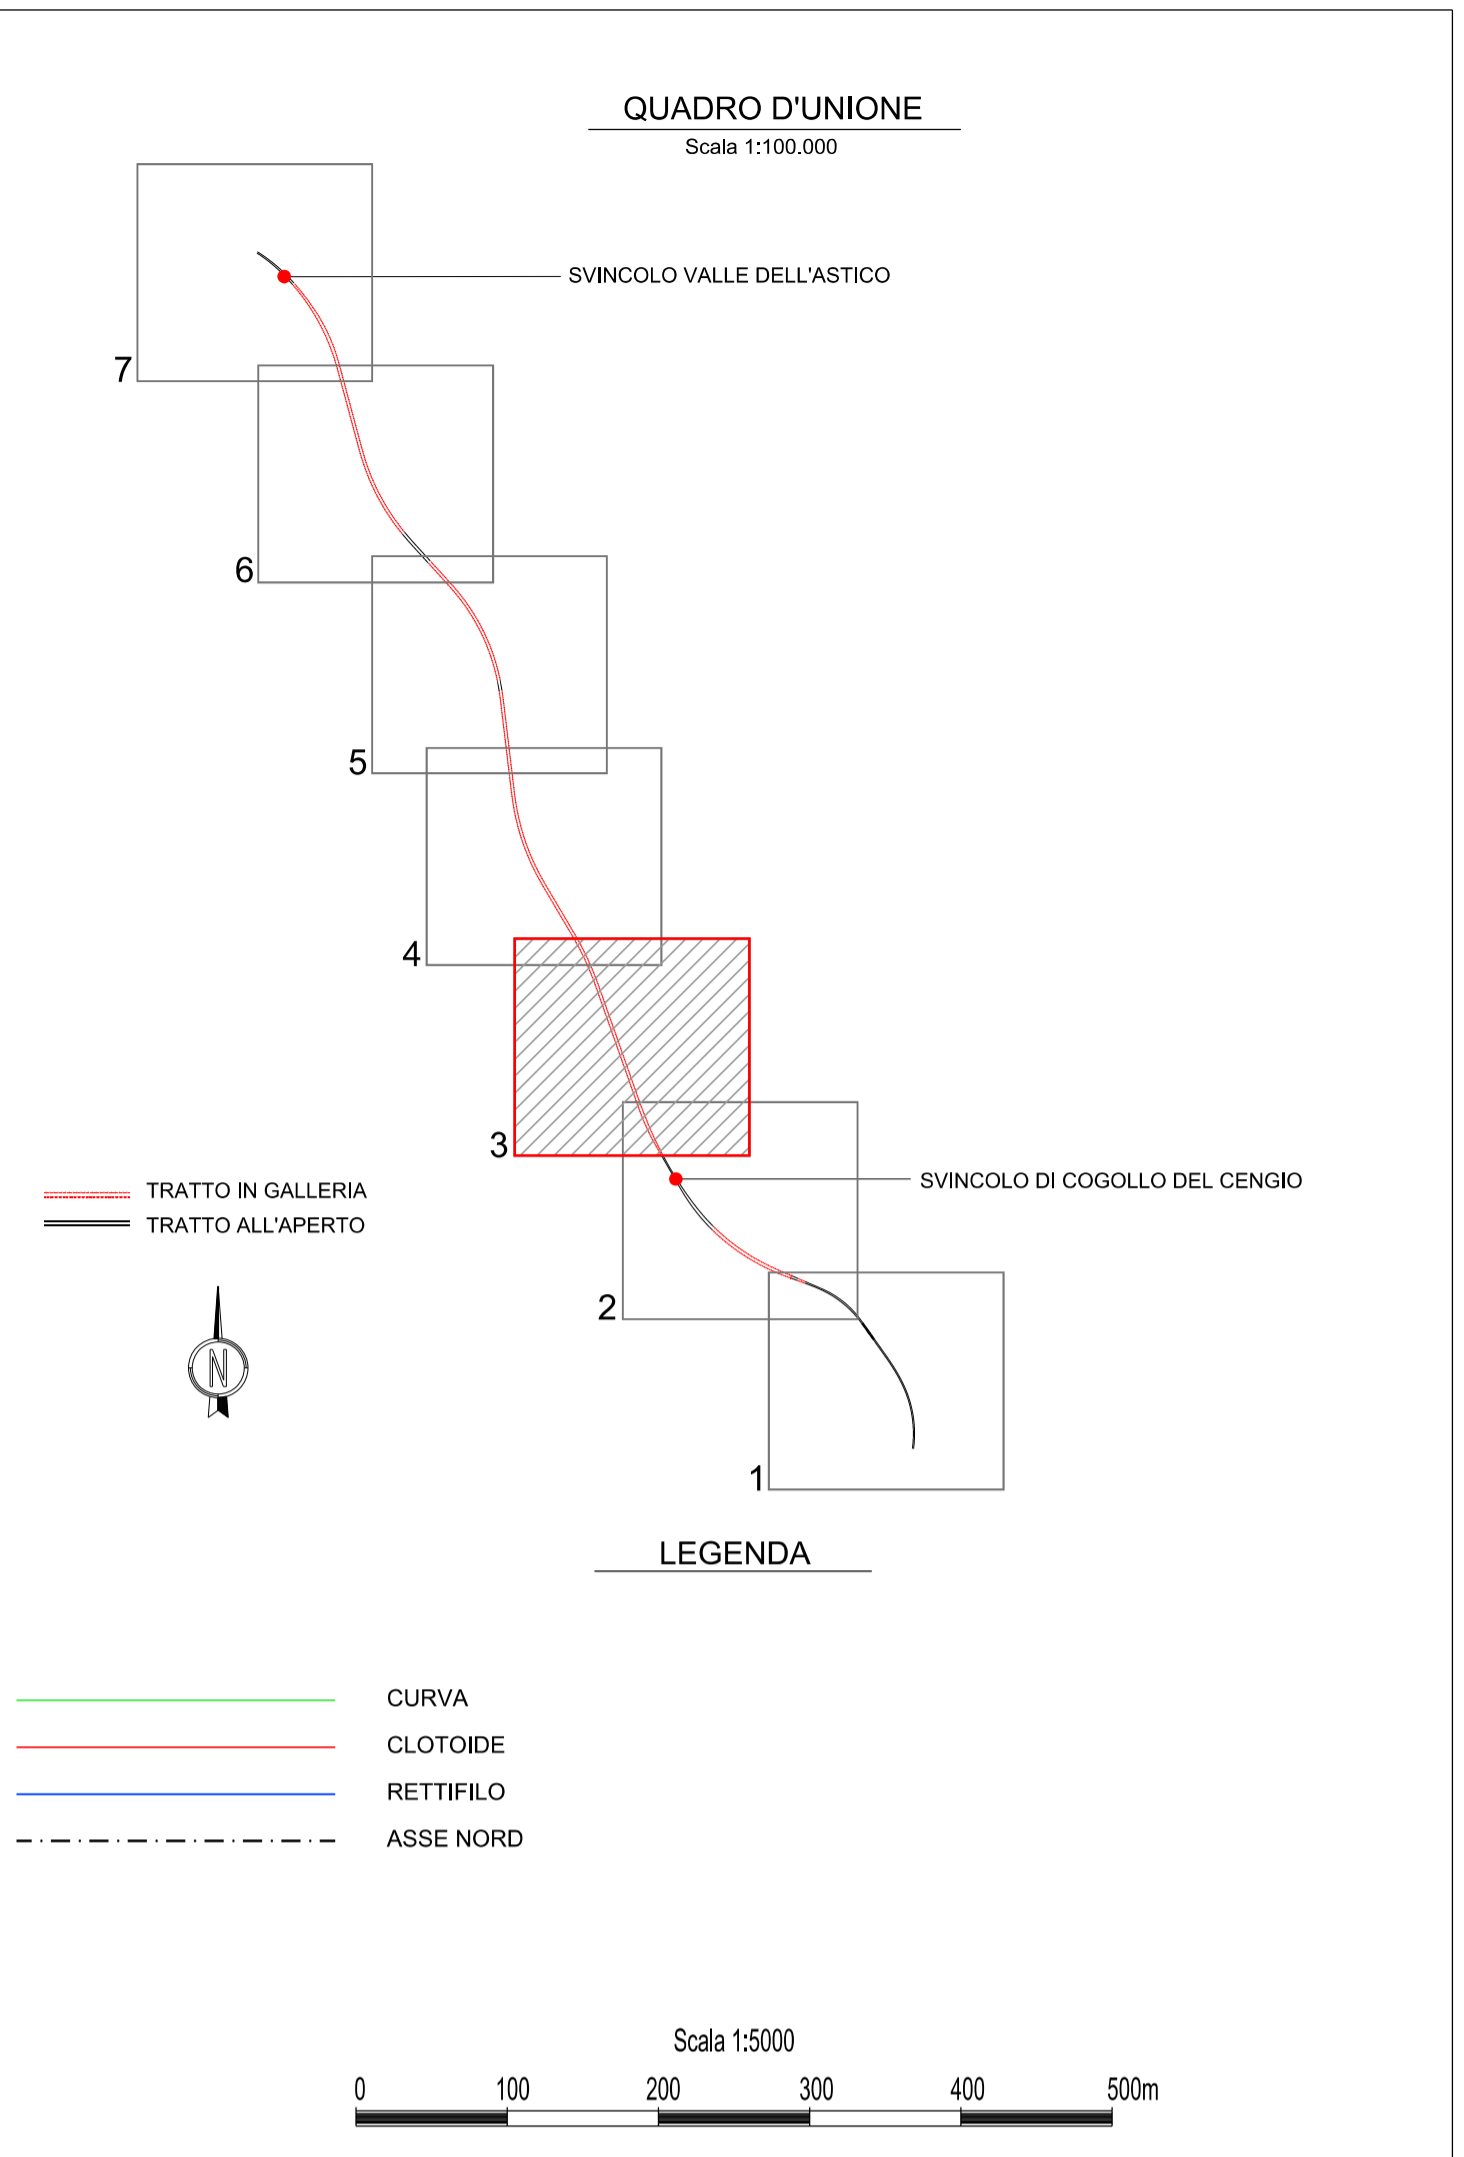 QUADRO D'UNIONE
Scala 1:100.000
SVINCOLO VALLE DELL'ASTICO
7
6
5
4
3
TRATTO IN GALLERIA
TRATTO ALL'APERTO
SVINCOLO DI COGOLLO DEL CENGIO
2
N
1
LEGENDA
CURVA
CLOTOIDE
RETTIFILO
ASSE NORD
Scala 1:5000
0 100 200 300 400 500m